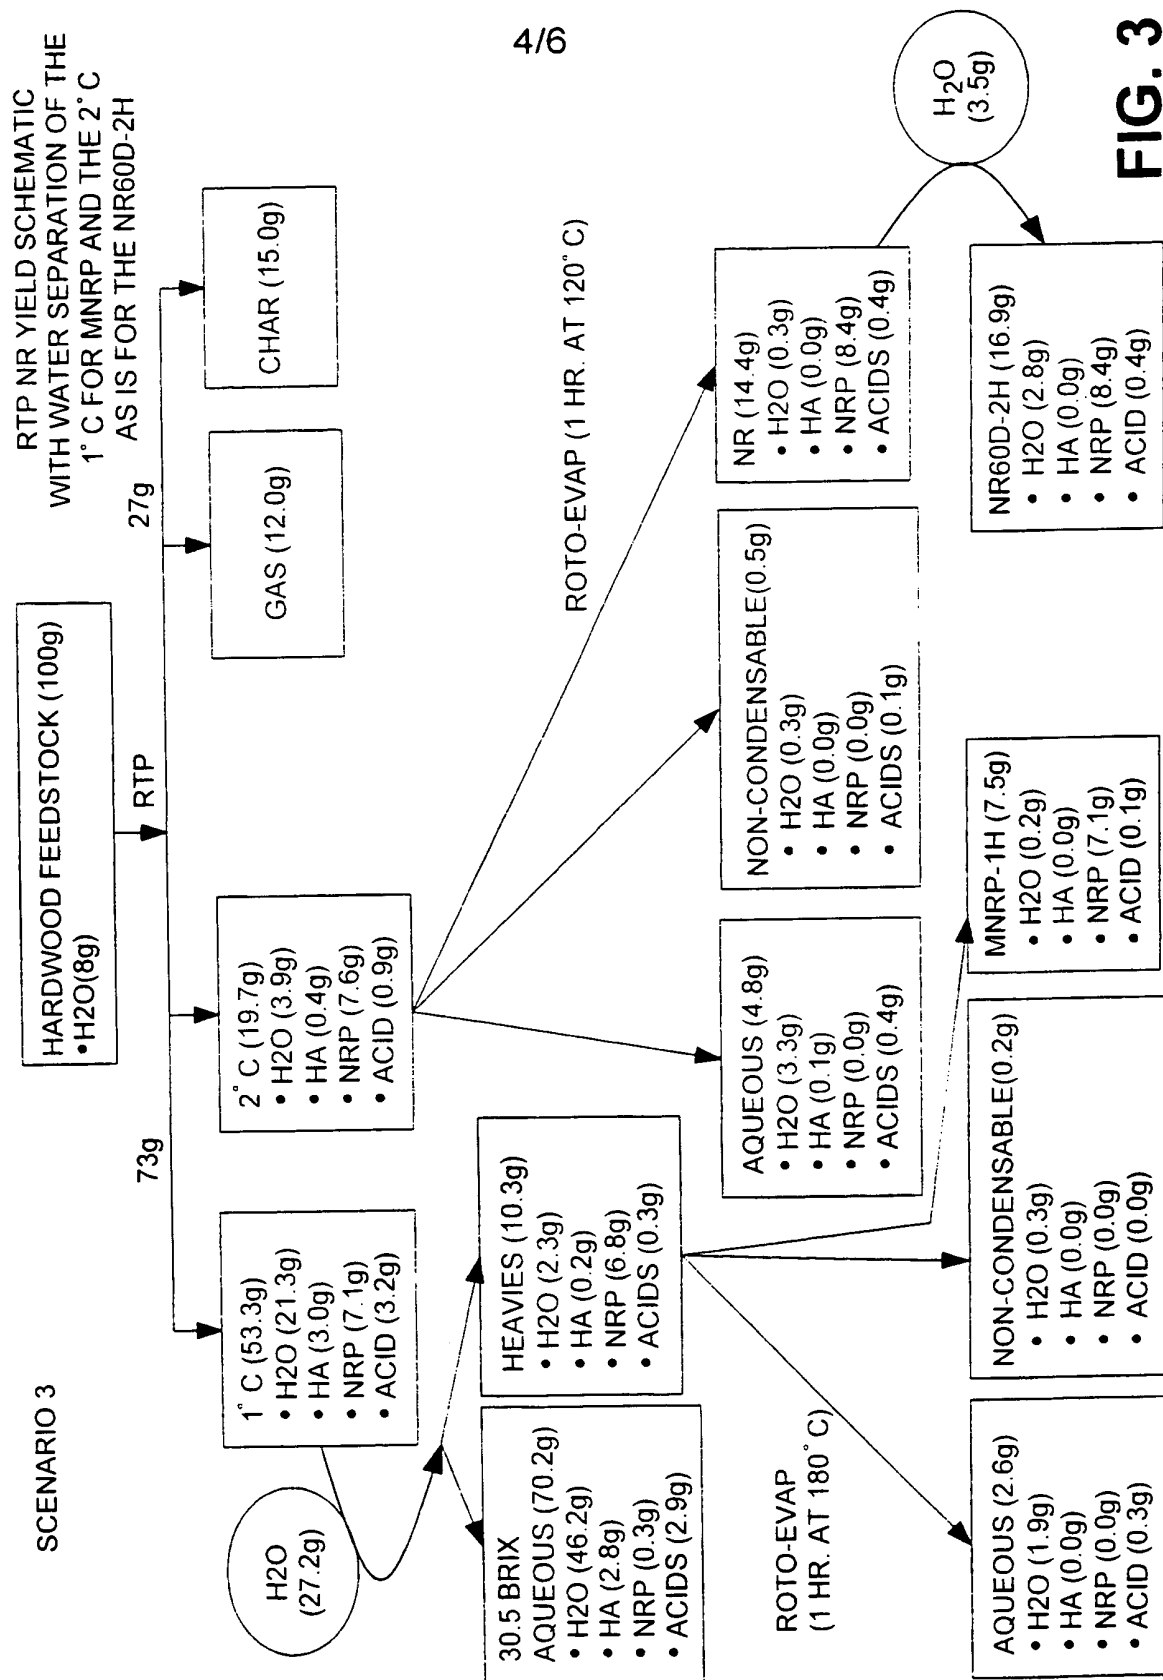 4/6
SCENARIO 3
RTP NR YIELD SCHEMATIC
WITH WATER SEPARATION OF THE
1° C FOR MNRP AND THE 2° C
AS IS FOR THE NR60D-2H
HARDWOOD FEEDSTOCK (100g)
•H2O(8g)
RTP
73g
27g
1° C (53.3g)
• H2O (21.3g)
• HA (3.0g)
• NRP (7.1g)
• ACID (3.2g)
2° C (19.7g)
• H2O (3.9g)
• HA (0.4g)
• NRP (7.6g)
• ACID (0.9g)
GAS (12.0g)
CHAR (15.0g)
H2O
(27.2g)
30.5 BRIX
AQUEOUS (70.2g)
• H2O (46.2g)
• HA (2.8g)
• NRP (0.3g)
• ACIDS (2.9g)
HEAVIES (10.3g)
• H2O (2.3g)
• HA (0.2g)
• NRP (6.8g)
• ACIDS (0.3g)
ROTO-EVAP (1 HR. AT 120° C)
AQUEOUS (4.8g)
• H2O (3.3g)
• HA (0.1g)
• NRP (0.0g)
• ACIDS (0.4g)
NON-CONDENSABLE(0.5g)
• H2O (0.3g)
• HA (0.0g)
• NRP (0.0g)
• ACIDS (0.1g)
NR (14.4g)
• H2O (0.3g)
• HA (0.0g)
• NRP (8.4g)
• ACIDS (0.4g)
H₂O
(3.5g)
ROTO-EVAP
(1 HR. AT 180° C)
AQUEOUS (2.6g)
• H2O (1.9g)
• HA (0.0g)
• NRP (0.0g)
• ACID (0.3g)
NON-CONDENSABLE(0.2g)
• H2O (0.3g)
• HA (0.0g)
• NRP (0.0g)
• ACID (0.0g)
MNRP-1H (7.5g)
• H2O (0.2g)
• HA (0.0g)
• NRP (7.1g)
• ACID (0.1g)
NR60D-2H (16.9g)
• H2O (2.8g)
• HA (0.0g)
• NRP (8.4g)
• ACID (0.4g)
FIG. 3